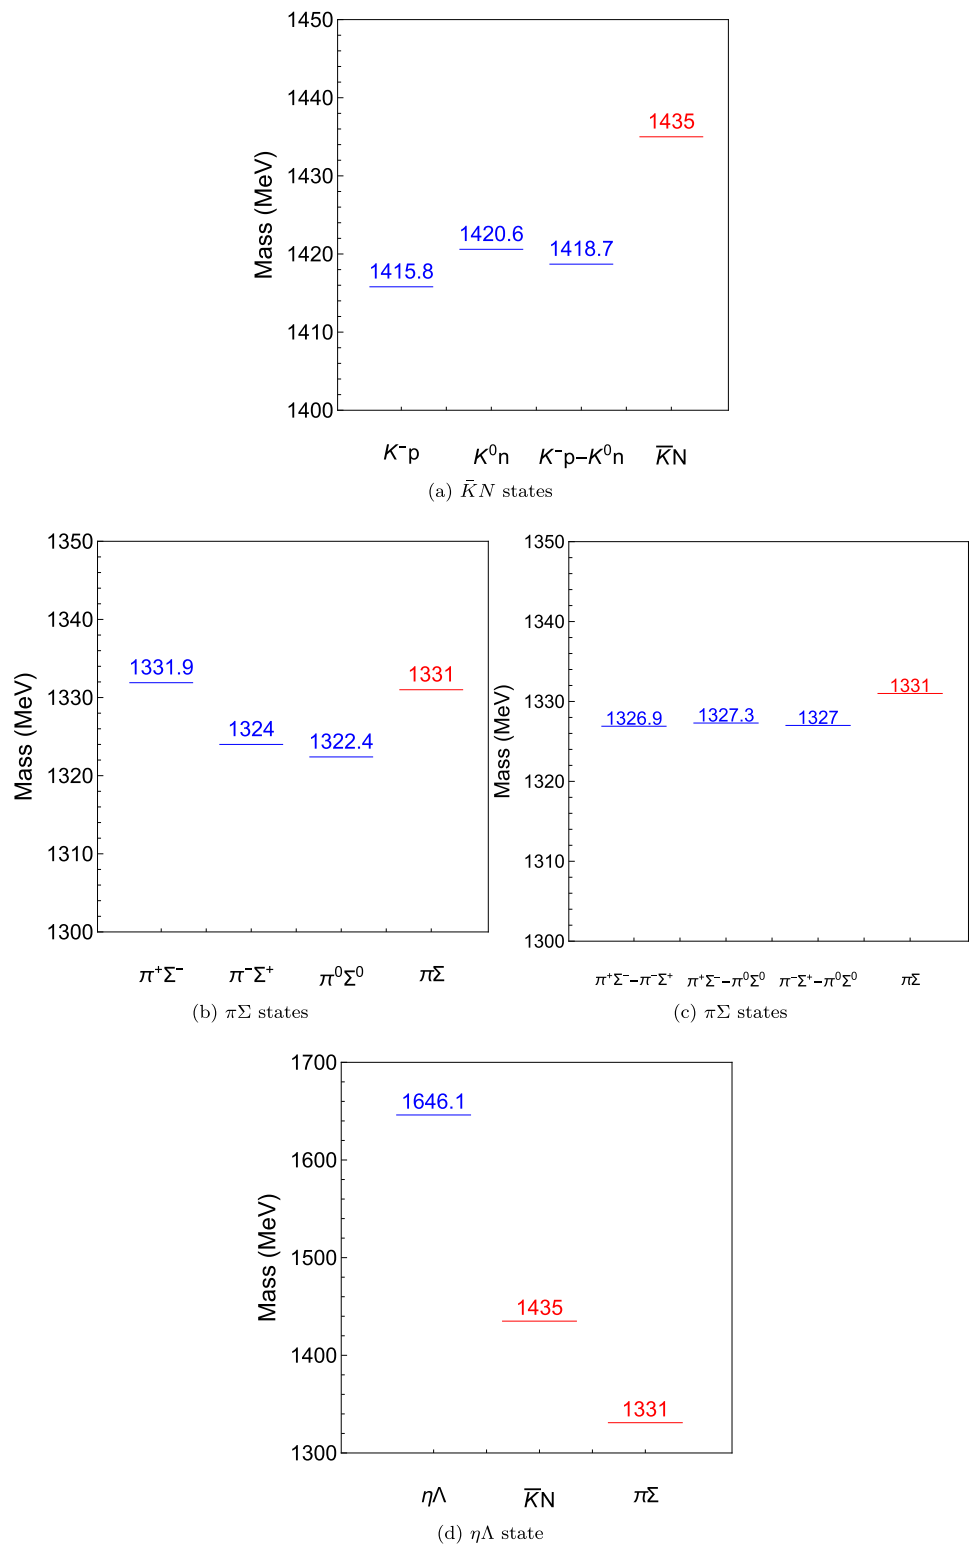 1450
1440
1430
1420
1410
1400
Mass (MeV)
1415.8
1420.6
1418.7
1435
K⁻p
K⁰n
K⁻p–K⁰n
K̅N
(a) K̄N states
1350
1340
1330
1320
1310
1300
Mass (MeV)
1331.9
1324
1322.4
1331
π⁺Σ⁻
π⁻Σ⁺
π⁰Σ⁰
πΣ
(b) πΣ states
1350
1340
1330
1320
1310
1300
Mass (MeV)
1326.9
1327.3
1327
1331
π⁺Σ⁻–π⁻Σ⁺
π⁺Σ⁻–π⁰Σ⁰
π⁻Σ⁺–π⁰Σ⁰
πΣ
(c) πΣ states
1700
1600
1500
1400
1300
Mass (MeV)
1646.1
1435
1331
ηΛ
K̅N
πΣ
(d) ηΛ state